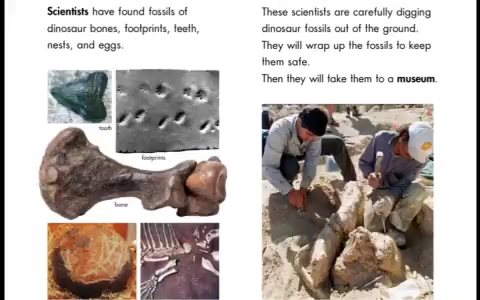 Scientists have found fossils of
dinosaur bones, footprints, teeth,
nests, and eggs.
tooth
footprints
bone
These scientists are carefully digging
dinosaur fossils out of the ground.
They will wrap up the fossils to keep
them safe.
Then they will take them to a museum.